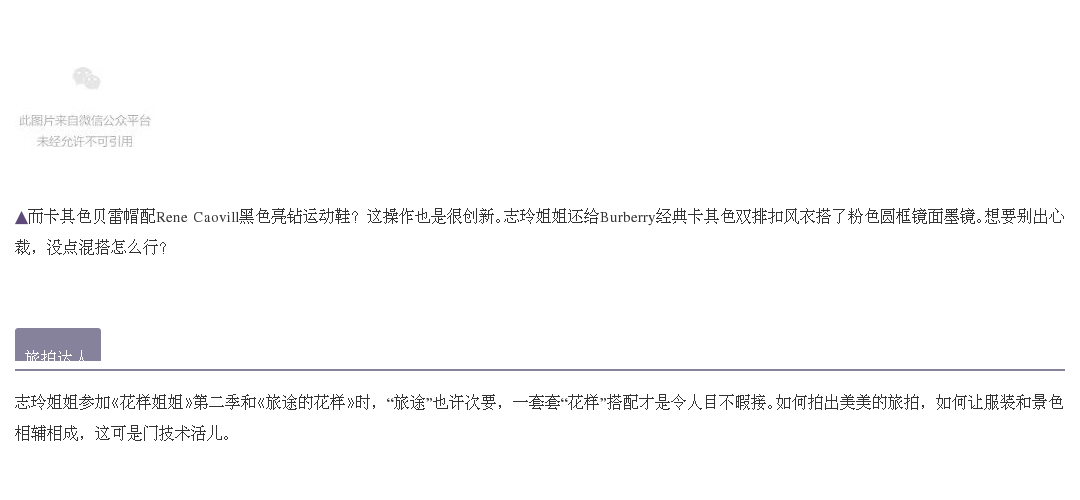 此图片来自微信公众平台
未经允许不可引用
▲而卡其色贝雷帽配Rene Caovill黑色亮钻运动鞋？这操作也是很创新。志玲姐姐还给Burberry经典卡其色双排扣风衣搭了粉色圆框镜面墨镜。想要别出心
裁，没点混搭怎么行？
旅拍达人
志玲姐姐参加《花样姐姐》第二季和《旅途的花样》时，“旅途”也许次要，一套套“花样”搭配才是令人目不暇接。如何拍出美美的旅拍，如何让服装和景色
相辅相成，这可是门技术活儿。